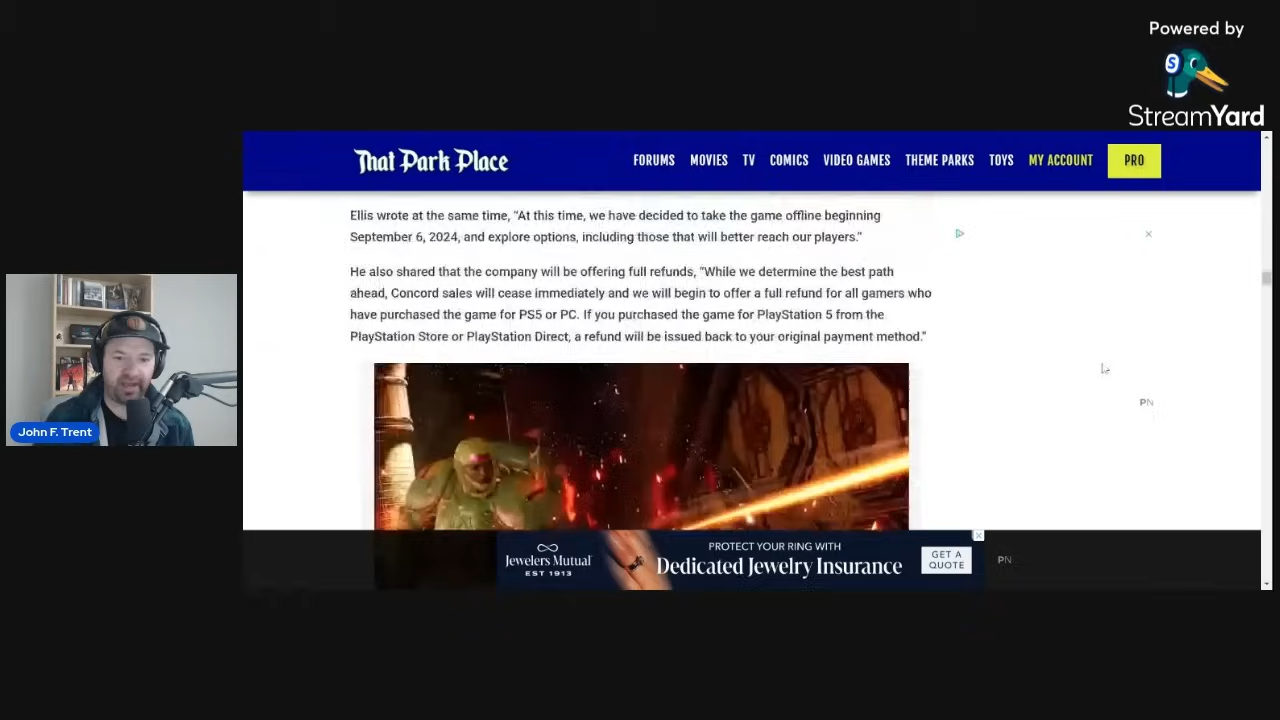 Powered by
S
StreamYard
That Park Place
FORUMS MOVIES TV COMICS VIDEO GAMES THEME PARKS TOYS MY ACCOUNT PRO
Ellis wrote at the same time, “At this time, we have decided to take the game offline beginning
September 6, 2024, and explore options, including those that will better reach our players.”
He also shared that the company will be offering full refunds, “While we determine the best path
ahead, Concord sales will cease immediately and we will begin to offer a full refund for all gamers who
have purchased the game for PS5 or PC. If you purchased the game for PlayStation 5 from the
PlayStation Store or PlayStation Direct, a refund will be issued back to your original payment method.”
PN
John F. Trent
Jewelers Mutual
EST 1913
PROTECT YOUR RING WITH
Dedicated Jewelry Insurance
GET A
QUOTE
PN